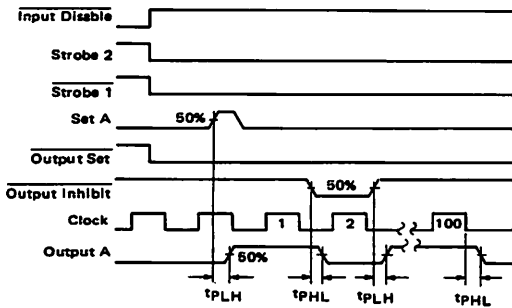 Input Disable
Strobe 2
Strobe 1
50%
Set A
Output Set
50%
Output Inhibit
Clock
1
2
100
Output A
50%
tPLH
tPHL
tPLH
tPHL